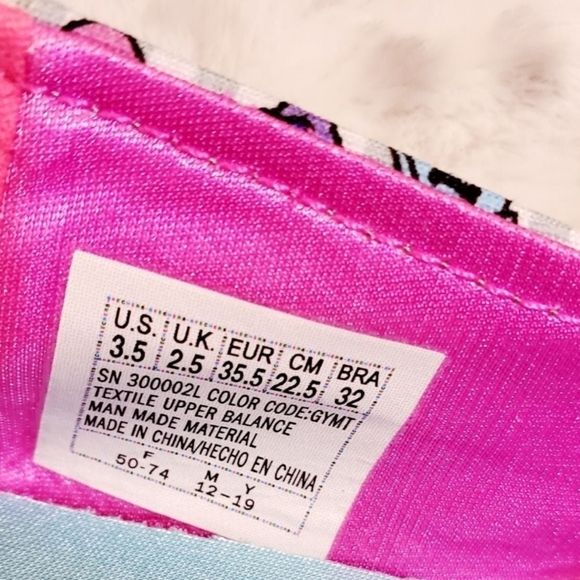 U.S. U.K. EUR CM BRA
3.5 2.5 35.5 22.5 32
SN 300002L COLOR CODE:GYMT
TEXTILE UPPER BALANCE
MAN MADE MATERIAL
MADE IN CHINA/HECHO EN CHINA
F M Y
50-74 12-19